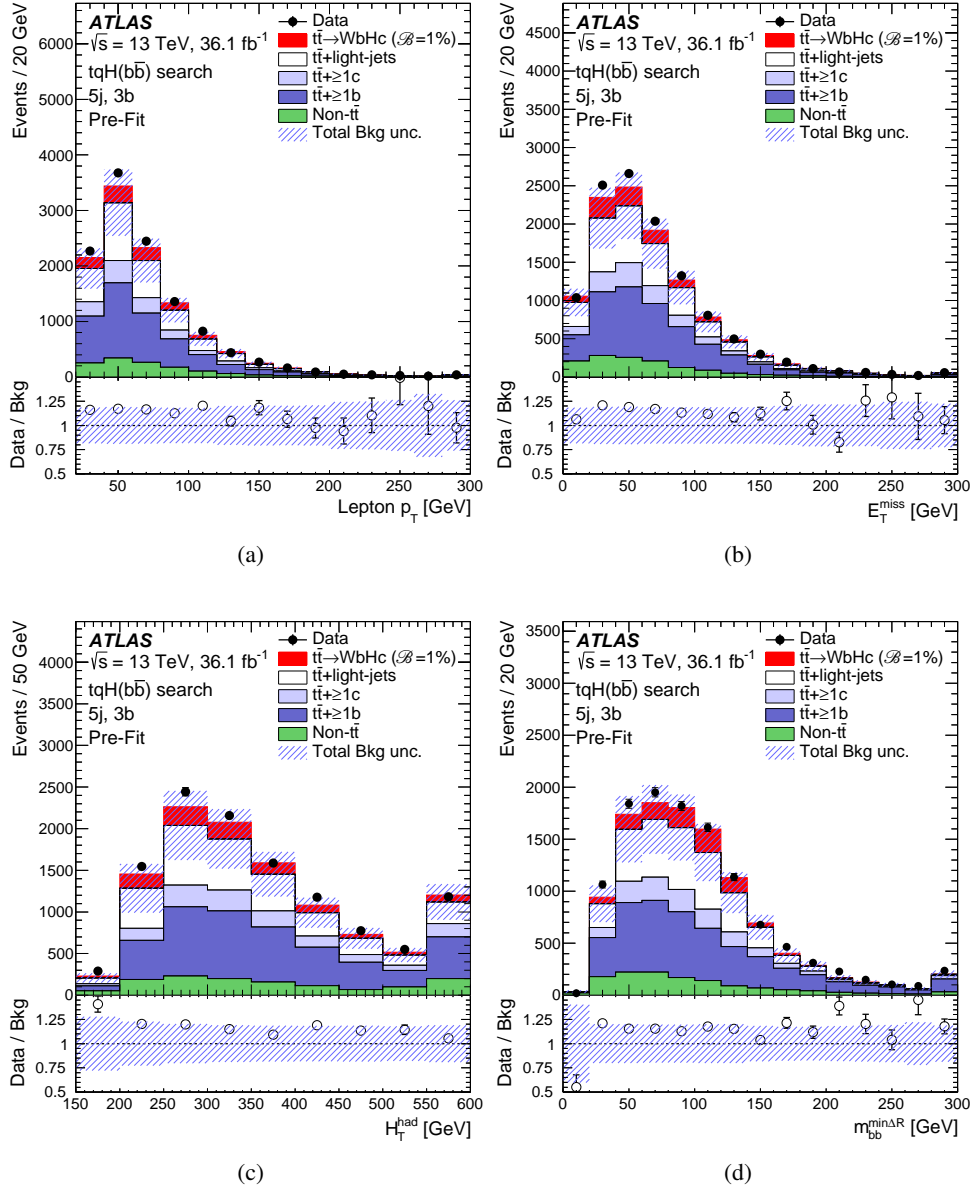 Events / 20 GeV
6000
5000
4000
3000
2000
1000
0
ATLAS
√s = 13 TeV, 36.1 fb⁻¹
tqH(bb̅) search
5j, 3b
Pre-Fit
Data
tt̅→WbHc (ℬ=1%)
tt̅+light-jets
tt̅+≥1c
tt̅+≥1b
Non-tt̅
Total Bkg unc.
Data / Bkg
1.25
1
0.75
0.5
50 100 150 200 250 300
Lepton p_T [GeV]
(a)
Events / 20 GeV
4500
4000
3500
3000
2500
2000
1500
1000
500
0
ATLAS
√s = 13 TeV, 36.1 fb⁻¹
tqH(bb̅) search
5j, 3b
Pre-Fit
Data
tt̅→WbHc (ℬ=1%)
tt̅+light-jets
tt̅+≥1c
tt̅+≥1b
Non-tt̅
Total Bkg unc.
Data / Bkg
1.25
1
0.75
0.5
0 50 100 150 200 250 300
E_T^miss [GeV]
(b)
Events / 50 GeV
4000
3500
3000
2500
2000
1500
1000
500
0
ATLAS
√s = 13 TeV, 36.1 fb⁻¹
tqH(bb̅) search
5j, 3b
Pre-Fit
Data
tt̅→WbHc (ℬ=1%)
tt̅+light-jets
tt̅+≥1c
tt̅+≥1b
Non-tt̅
Total Bkg unc.
Data / Bkg
1.25
1
0.75
0.5
150 200 250 300 350 400 450 500 550 600
H_T^had [GeV]
(c)
Events / 20 GeV
3500
3000
2500
2000
1500
1000
500
0
ATLAS
√s = 13 TeV, 36.1 fb⁻¹
tqH(bb̅) search
5j, 3b
Pre-Fit
Data
tt̅→WbHc (ℬ=1%)
tt̅+light-jets
tt̅+≥1c
tt̅+≥1b
Non-tt̅
Total Bkg unc.
Data / Bkg
1.25
1
0.75
0.5
0 50 100 150 200 250 300
m_bb^minΔR [GeV]
(d)